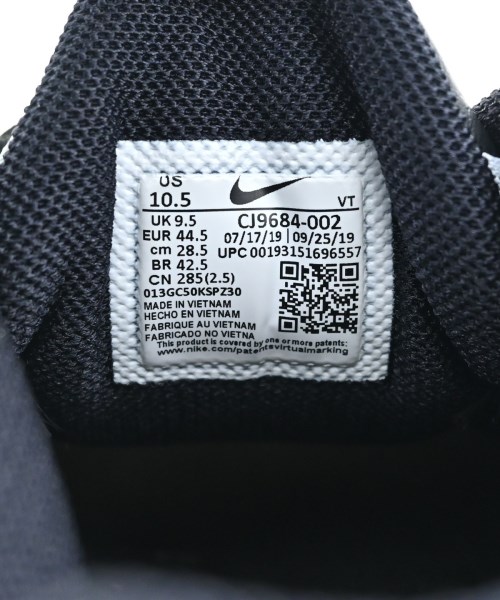 US
10.5
VT
UK 9.5
CJ9684-002
EUR 44.5
07/17/19 | 09/25/19
cm 28.5
UPC 00193151696557
BR 42.5
CN 285(2.5)
013GC50KSPZ30
MADE IN VIETNAM
HECHO EN VIETNAM
FABRIQUE AU VIETNAM
FABRICADO NO VIETNA
This product is covered by one or more patents:
www.nike.com/patentsvirtualmarking